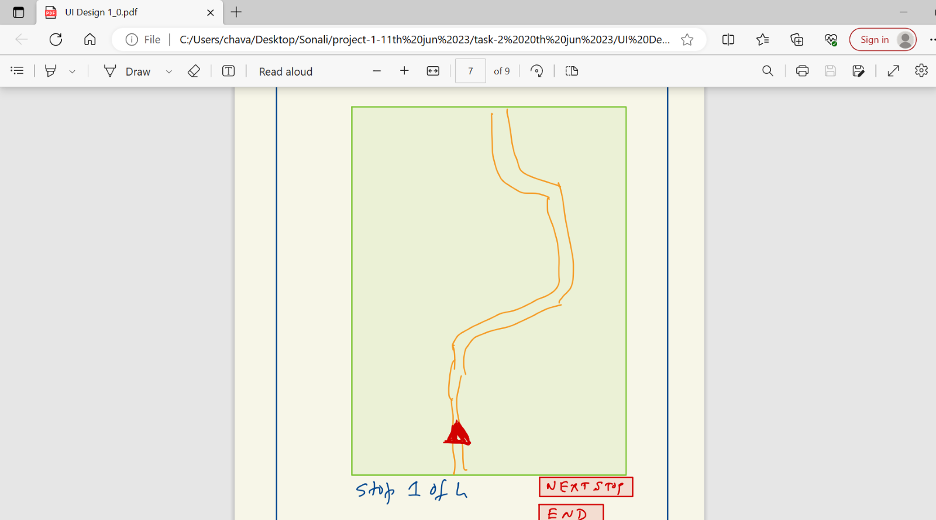 UI Design 1_0.pdf
File C:/Users/chava/Desktop/Sonali/project-1-11th%20jun%2023/task-2%2020th%20jun%2023/UI%20De... Sign in
Draw Read aloud 7 of 9
Stop 1 of 4
NEXT STOP
END